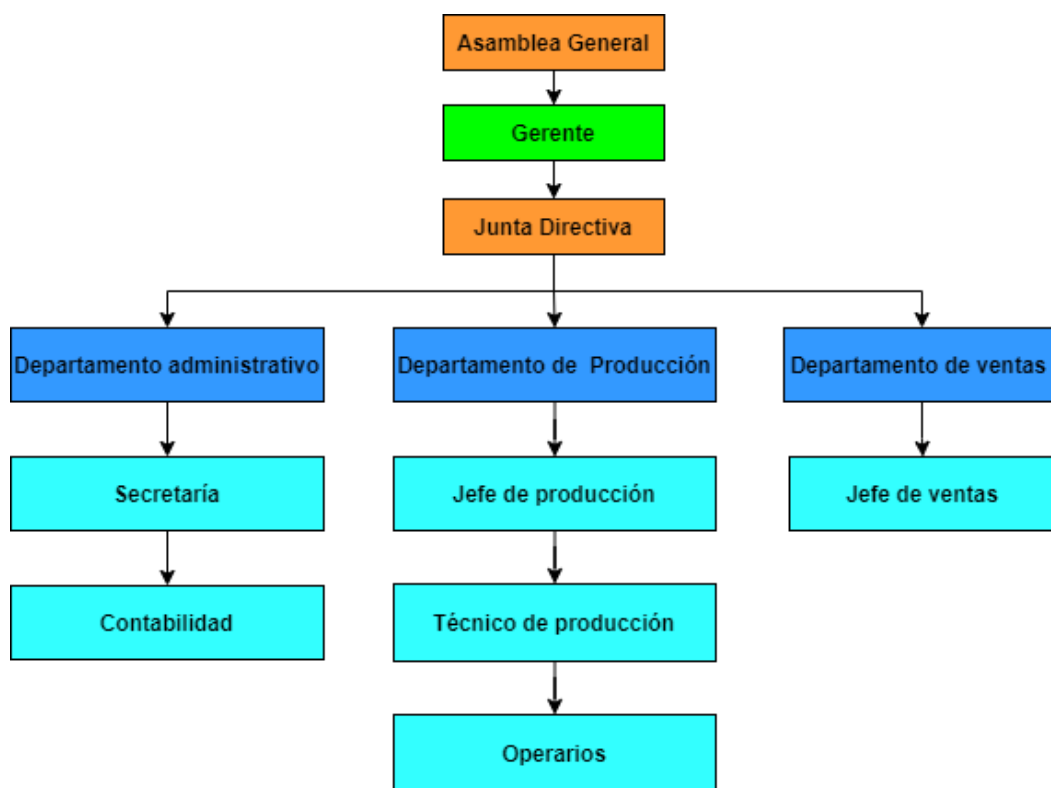 Asamblea General
Gerente
Junta Directiva
Departamento administrativo
Departamento de Producción
Departamento de ventas
Secretaría
Jefe de producción
Jefe de ventas
Contabilidad
Técnico de producción
Operarios